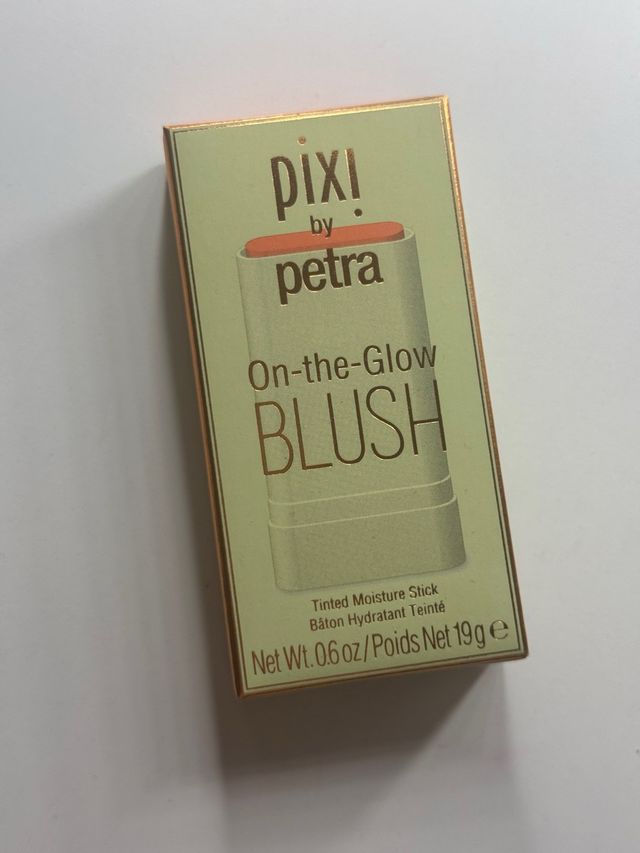 pixi
by
petra
On-the-Glow
BLUSH
Tinted Moisture Stick
Bâton Hydratant Teinté
Net Wt. 0.6 oz/Poids Net 19 g ℮